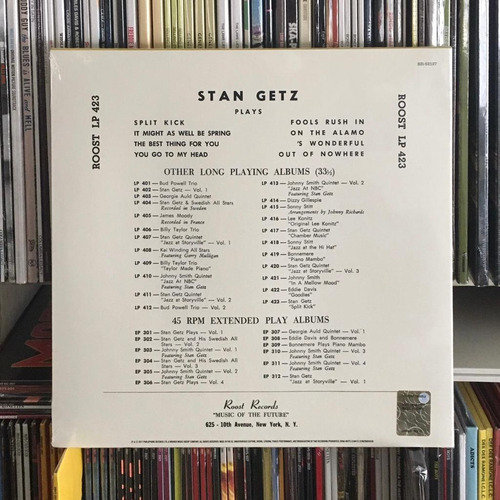 STAN GETZ
PLAYS
SPLIT KICK
IT MIGHT AS WELL BE SPRING
THE BEST THING FOR YOU
YOU GO TO MY HEAD
FOOLS RUSH IN
ON THE ALAMO
'S WONDERFUL
OUT OF NOWHERE
ROOST LP 423
ROOST LP 423
OTHER LONG PLAYING ALBUMS (33⅓)
LP 401 — Bud Powell Trio
LP 402 — Stan Getz — Vol. 1
LP 403 — Georgie Auld Quintet
LP 404 — Stan Getz & Swedish All Stars
Recorded in Sweden
LP 405 — James Moody
Recorded in France
LP 406 — Billy Taylor Trio
LP 407 — Stan Getz Quintet
"Jazz at Storyville" — Vol. 1
LP 408 — Kai Winding All Stars
Featuring Gerry Mulligan
LP 409 — Billy Taylor Trio
"Taylor Made Piano"
LP 410 — Johnny Smith Quintet
"Jazz At NBC"
Featuring Stan Getz
LP 411 — Stan Getz Quintet
"Jazz at Storyville" — Vol. 2
LP 412 — Bud Powell Trio — Vol. 2
LP 413 — Johnny Smith Quintet — Vol. 2
"Jazz At NBC"
Featuring Stan Getz
LP 414 — Dizzy Gillespie
LP 415 — Sonny Stitt
Arrangements by Johnny Richards
LP 416 — Lee Konitz
"Original Lee Konitz"
LP 417 — Stan Getz Quintet
"Chamber Music"
LP 418 — Sonny Stitt
"Jazz at the Hi Hat"
LP 419 — Bonnemere
"Piano Mambo"
LP 420 — Stan Getz Quintet
"Jazz at Storyville" — Vol. 3
LP 421 — Johnny Smith
"In A Mellow Mood"
LP 422 — Eddie Davis
"Goodies"
LP 423 — Stan Getz
"Split Kick"
45 RPM EXTENDED PLAY ALBUMS
EP 301 — Stan Getz Plays — Vol. 1
EP 302 — Stan Getz and His Swedish All
Stars — Vol. 2
EP 303 — Johnny Smith Quintet — Vol. 1
Featuring Stan Getz
EP 304 — Stan Getz and His Swedish All
Stars — Vol. 3
EP 305 — Johnny Smith Quintet — Vol. 2
Featuring Stan Getz
EP 306 — Stan Getz Plays — Vol. 4
EP 307 — Georgie Auld Quintet — Vol. 1
EP 308 — Eddie Davis and Bonnemere
EP 309 — Bonnemere Plays Piano Mambo
EP 310 — Johnny Smith Quintet — Vol. 3
Featuring Stan Getz
EP 311 — Johnny Smith Quintet — Vol. 4
Featuring Stan Getz
EP 312 — Stan Getz
"Jazz at Storyville" — Vol. 1
Roost Records
"MUSIC OF THE FUTURE"
625 - 10th Avenue, New York, N. Y.